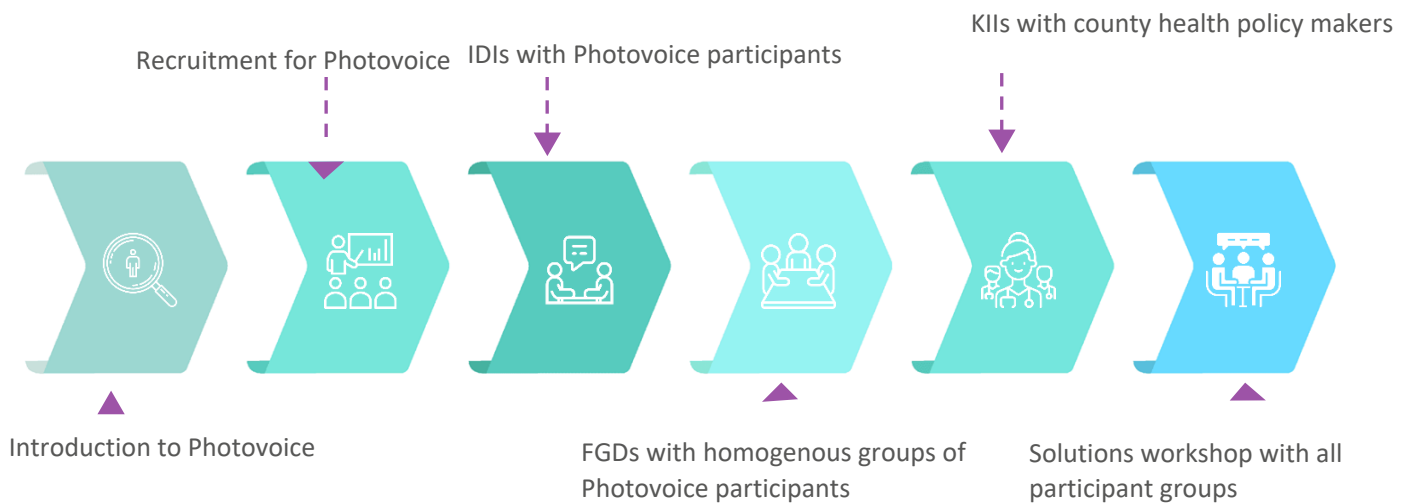 KIIs with county health policy makers
Recruitment for Photovoice
IDIs with Photovoice participants
Introduction to Photovoice
FGDs with homogenous groups of
Photovoice participants
Solutions workshop with all
participant groups